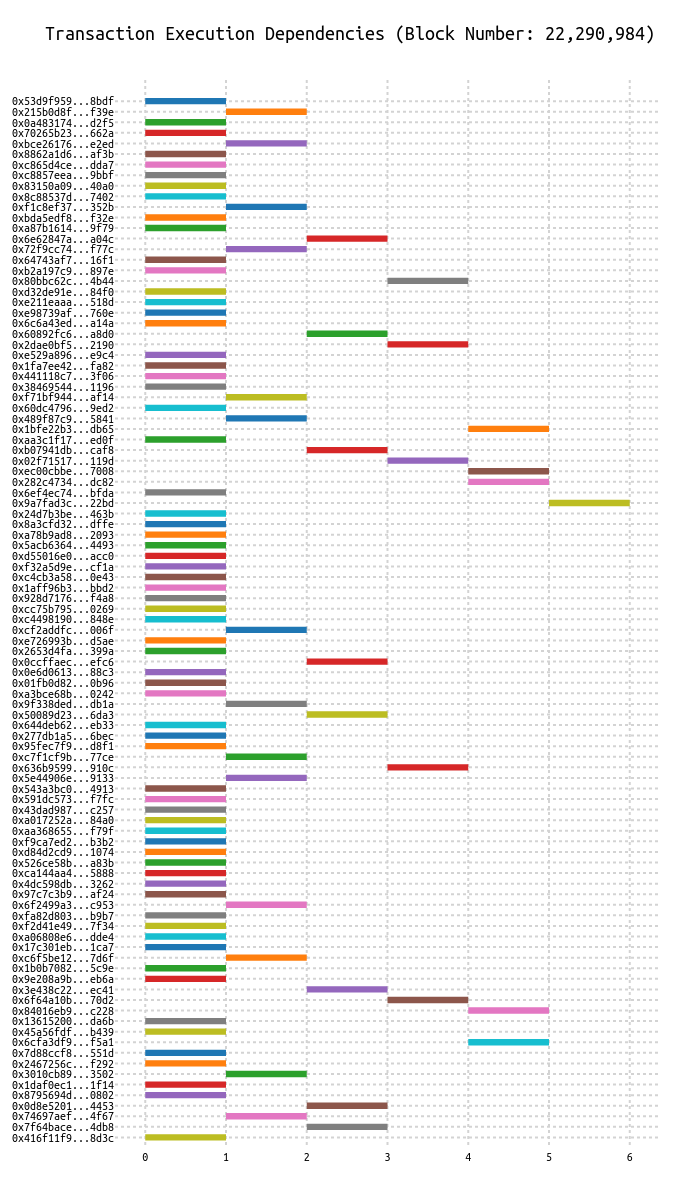 Transaction Execution Dependencies (Block Number: 22,290,984)
0x53d9f959...8bdf
0x215b0d8f...f39e
0x0a483174...d2f5
0x70265b23...662a
0xbce26176...e2ed
0x8862a1d6...af3b
0xc865d4ce...dda7
0xc8857eea...9bbf
0x83150a09...40a0
0x8c88537d...7402
0xf1c8ef37...352b
0xbda5edf8...f32e
0xa87b1614...9f79
0x6e62847a...a04c
0x72f9cc74...f77c
0x64743af7...16f1
0xb2a197c9...897e
0x80bbc62c...4b44
0xd32de91e...84f0
0xe211eaaa...518d
0xe98739af...760e
0x6c6a43ed...a14a
0x60892fc6...a8d0
0x2dae0bf5...2190
0xe529a896...e9c4
0x1fa7ee42...fa82
0x441118c7...3f06
0x38469544...1196
0xf71bf944...af14
0x60dc4796...9ed2
0x489f87c9...5841
0x1bfe22b3...db65
0xaa3c1f17...ed0f
0xb07941db...caf8
0x02f71517...119d
0xec00cbbe...7008
0x282c4734...dc82
0x6ef4ec74...bfda
0x9a7fad3c...22bd
0x24d7b3be...463b
0x8a3cfd32...dffe
0xa78b9ad8...2093
0x5acb6364...4493
0xd55016e0...acc0
0xf32a5d9e...cf1a
0xc4cb3a58...0e43
0x1aff96b3...bbd2
0x928d7176...f4a8
0xcc75b795...0269
0xc4498190...848e
0xcf2addfc...006f
0xe726993b...d5ae
0x2653d4fa...399a
0x0ccffaec...efc6
0x0e6d0613...88c3
0x01fb0d82...0b96
0xa3bce68b...0242
0x9f338ded...db1a
0x50089d23...6da3
0x644deb62...eb33
0x277db1a5...6bec
0x95fec7f9...d8f1
0xc7f1cf9b...77ce
0x636b9599...910c
0x5e44906e...9133
0x543a3bc0...4913
0x591dc573...f7fc
0x43dad987...c257
0xa017252a...84a0
0xaa368655...f79f
0xf9ca7ed2...b3b2
0xd84d2cd9...1074
0x526ce58b...a83b
0xca144aa4...5888
0x4dc598db...3262
0x97c7c3b9...af24
0x6f2499a3...c953
0xfa82d803...b9b7
0xf2d41e49...7f34
0xa06808e6...dde4
0x17c301eb...1ca7
0xc6f5be12...7d6f
0x1b0b7082...5c9e
0x9e208a9b...eb6a
0x3e438c22...ec41
0x6f64a10b...70d2
0x84016eb9...c228
0x13615200...da6b
0x45a56fdf...b439
0x6cfa3df9...f5a1
0x7d88ccf8...551d
0x2467256c...f292
0x3010cb89...3502
0x1daf0ec1...1f14
0x8795694d...0802
0x0d8e5201...4453
0x74697aef...4f67
0x7f64bace...4db8
0x416f11f9...8d3c
0 1 2 3 4 5 6